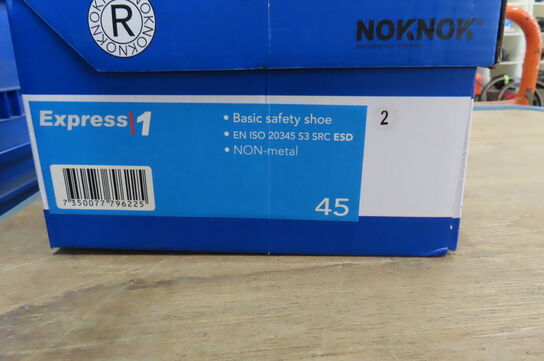 R
NOKNOK NOKNOK
NOKNOK®
Express|1
• Basic safety shoe
• EN ISO 20345 S3 SRC ESD
• NON-metal
2
7 350077 796225
45